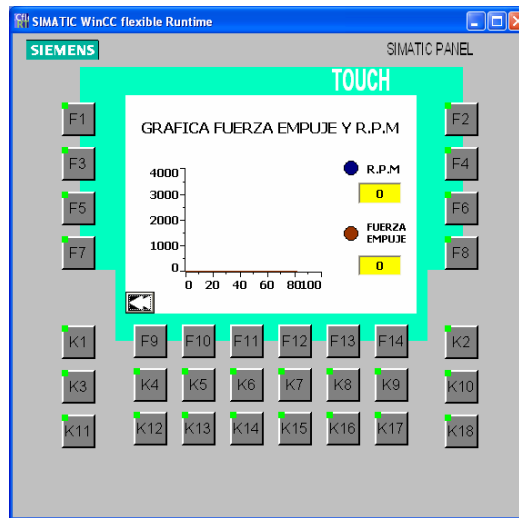 SIMATIC WinCC flexible Runtime
SIEMENS
SIMATIC PANEL
TOUCH
F1
F2
GRAFICA FUERZA EMPUJE Y R.P.M
F3
F4
4000
R.P.M
3000
0
F5
F6
2000
FUERZA
EMPUJE
1000
F7
F8
0
0
0 20 40 60 80100
K1 F9 F10 F11 F12 F13 F14 K2
K3 K4 K5 K6 K7 K8 K9 K10
K11 K12 K13 K14 K15 K16 K17 K18